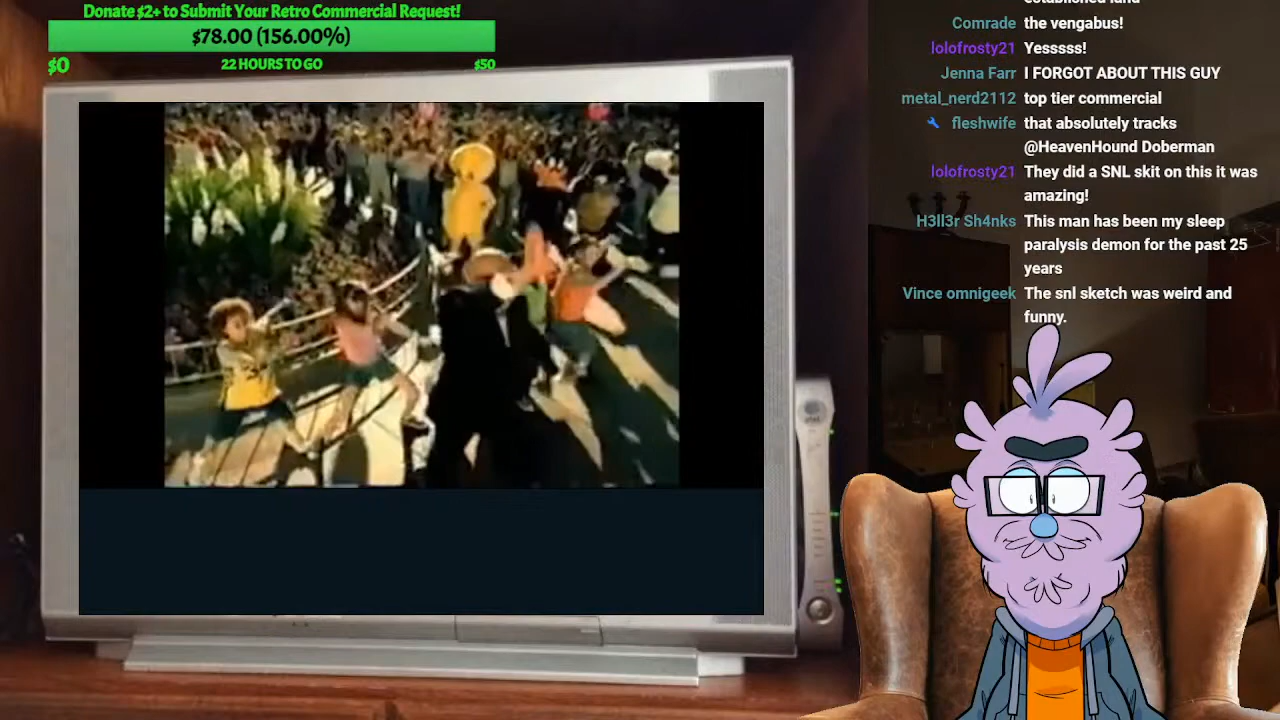 Donate $2+ to Submit Your Retro Commercial Request!
$78.00 (156.00%)
$0
22 HOURS TO GO
$50
Comrade the vengabus!
lolofrosty21 Yesssss!
Jenna Farr I FORGOT ABOUT THIS GUY
metal_nerd2112 top tier commercial
fleshwife that absolutely tracks
@HeavenHound Doberman
lolofrosty21 They did a SNL skit on this it was
amazing!
H3ll3r Sh4nks This man has been my sleep
paralysis demon for the past 25
years
Vince omnigeek The snl sketch was weird and
funny.